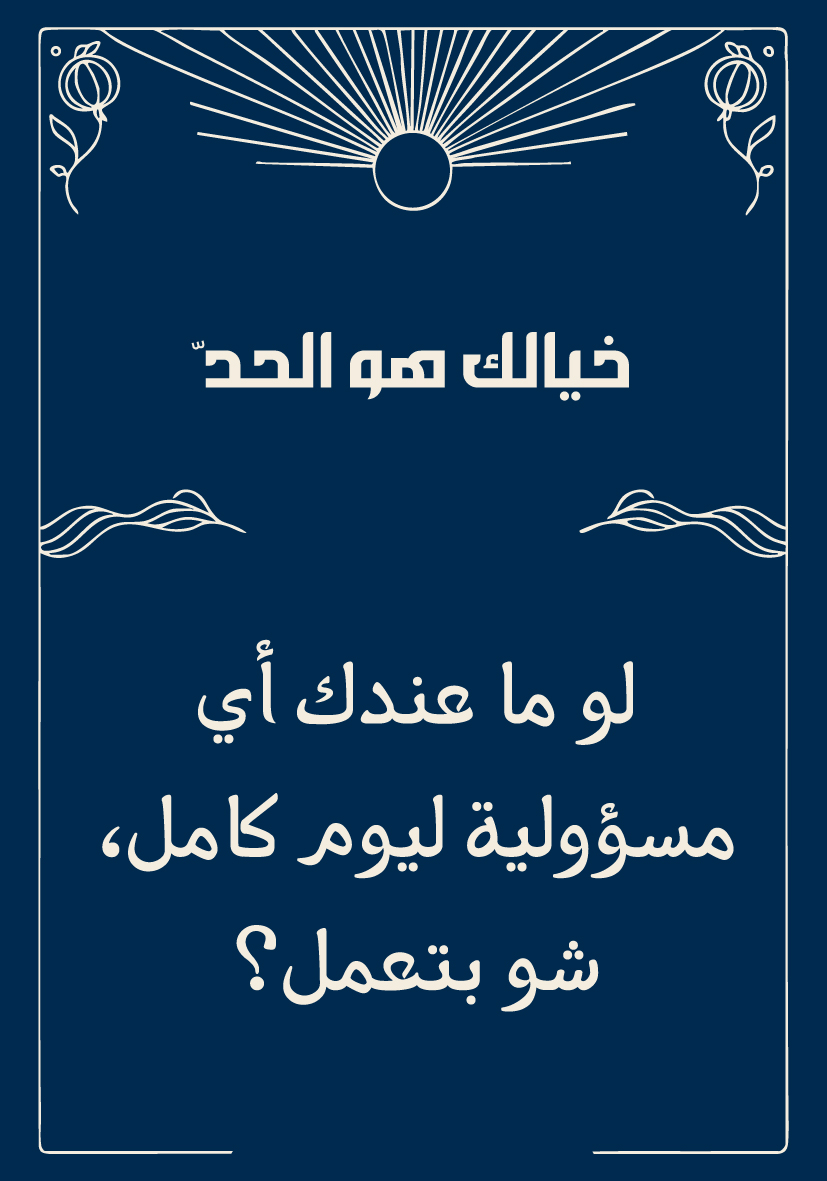 خيالك هو الحدّ
لو ما عندك أي
مسؤولية ليوم كامل،
شو بتعمل؟